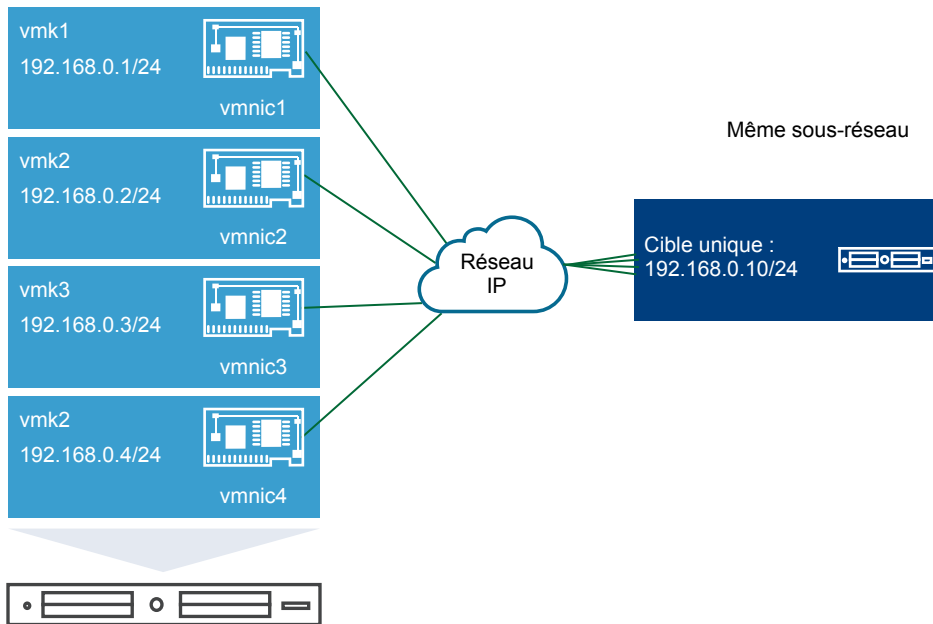 vmk1
192.168.0.1/24
vmnic1
vmk2
192.168.0.2/24
vmnic2
vmk3
192.168.0.3/24
vmnic3
vmk2
192.168.0.4/24
vmnic4
Réseau
IP
Même sous-réseau
Cible unique :
192.168.0.10/24